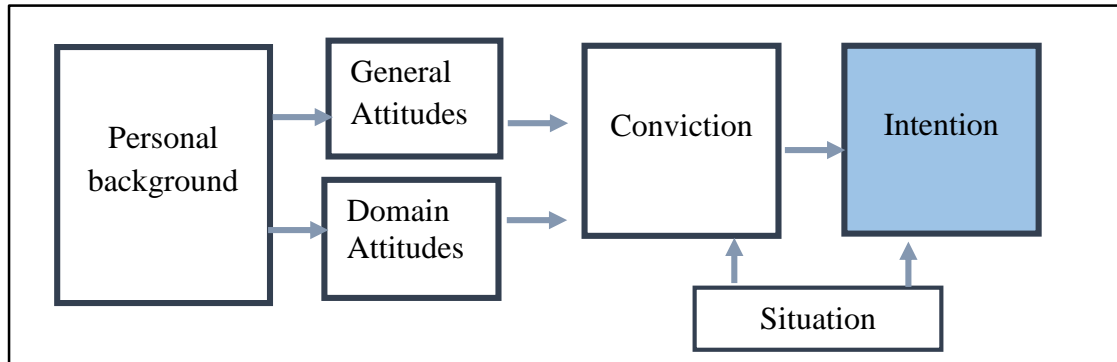 Personal
background
General
Attitudes
Domain
Attitudes
Conviction
Intention
Situation